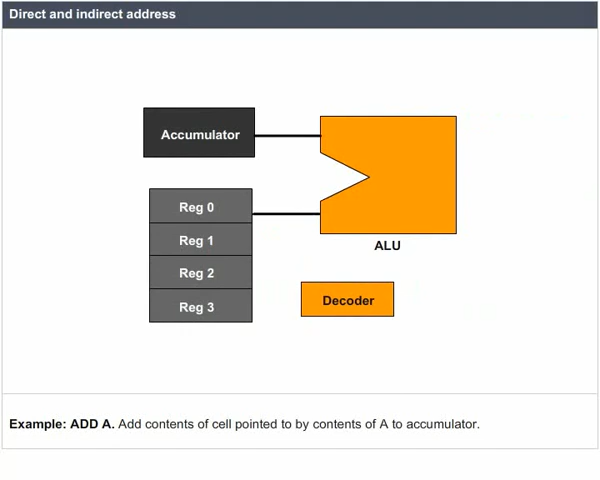 Direct and indirect address
Accumulator
Reg 0
Reg 1
Reg 2
Reg 3
ALU
Decoder
Example: ADD A. Add contents of cell pointed to by contents of A to accumulator.